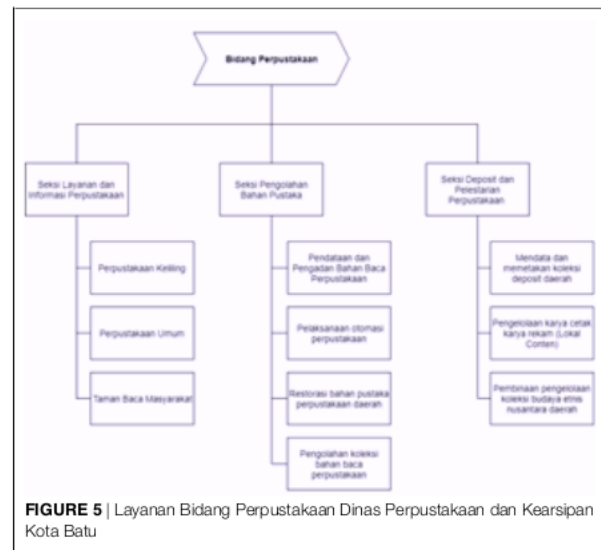 Bidang Perpustakaan
Seksi Layanan dan
Informasi Perpustakaan
Perpustakaan Keliling
Perpustakaan Umum
Taman Baca Masyarakat
Seksi Pengolahan
Bahan Pustaka
Pendataan dan
Pengadan Bahan Baca
Perpustakaan
Pelaksanaan otomasi
perpustakaan
Restorasi bahan pustaka
perpustakaan daerah
Pengolahan koleksi
bahan baca
perpustakaan
Seksi Deposit dan
Pelestarian
Perpustakaan
Mendata dan
memetakan koleksi
deposit daerah
Pengelolaan karya cetak
karya rekam (Lokal
Conten)
Pembinaan pengelolaan
koleksi budaya etnis
nusantara daerah
FIGURE 5 | Layanan Bidang Perpustakaan Dinas Perpustakaan dan Kearsipan
Kota Batu